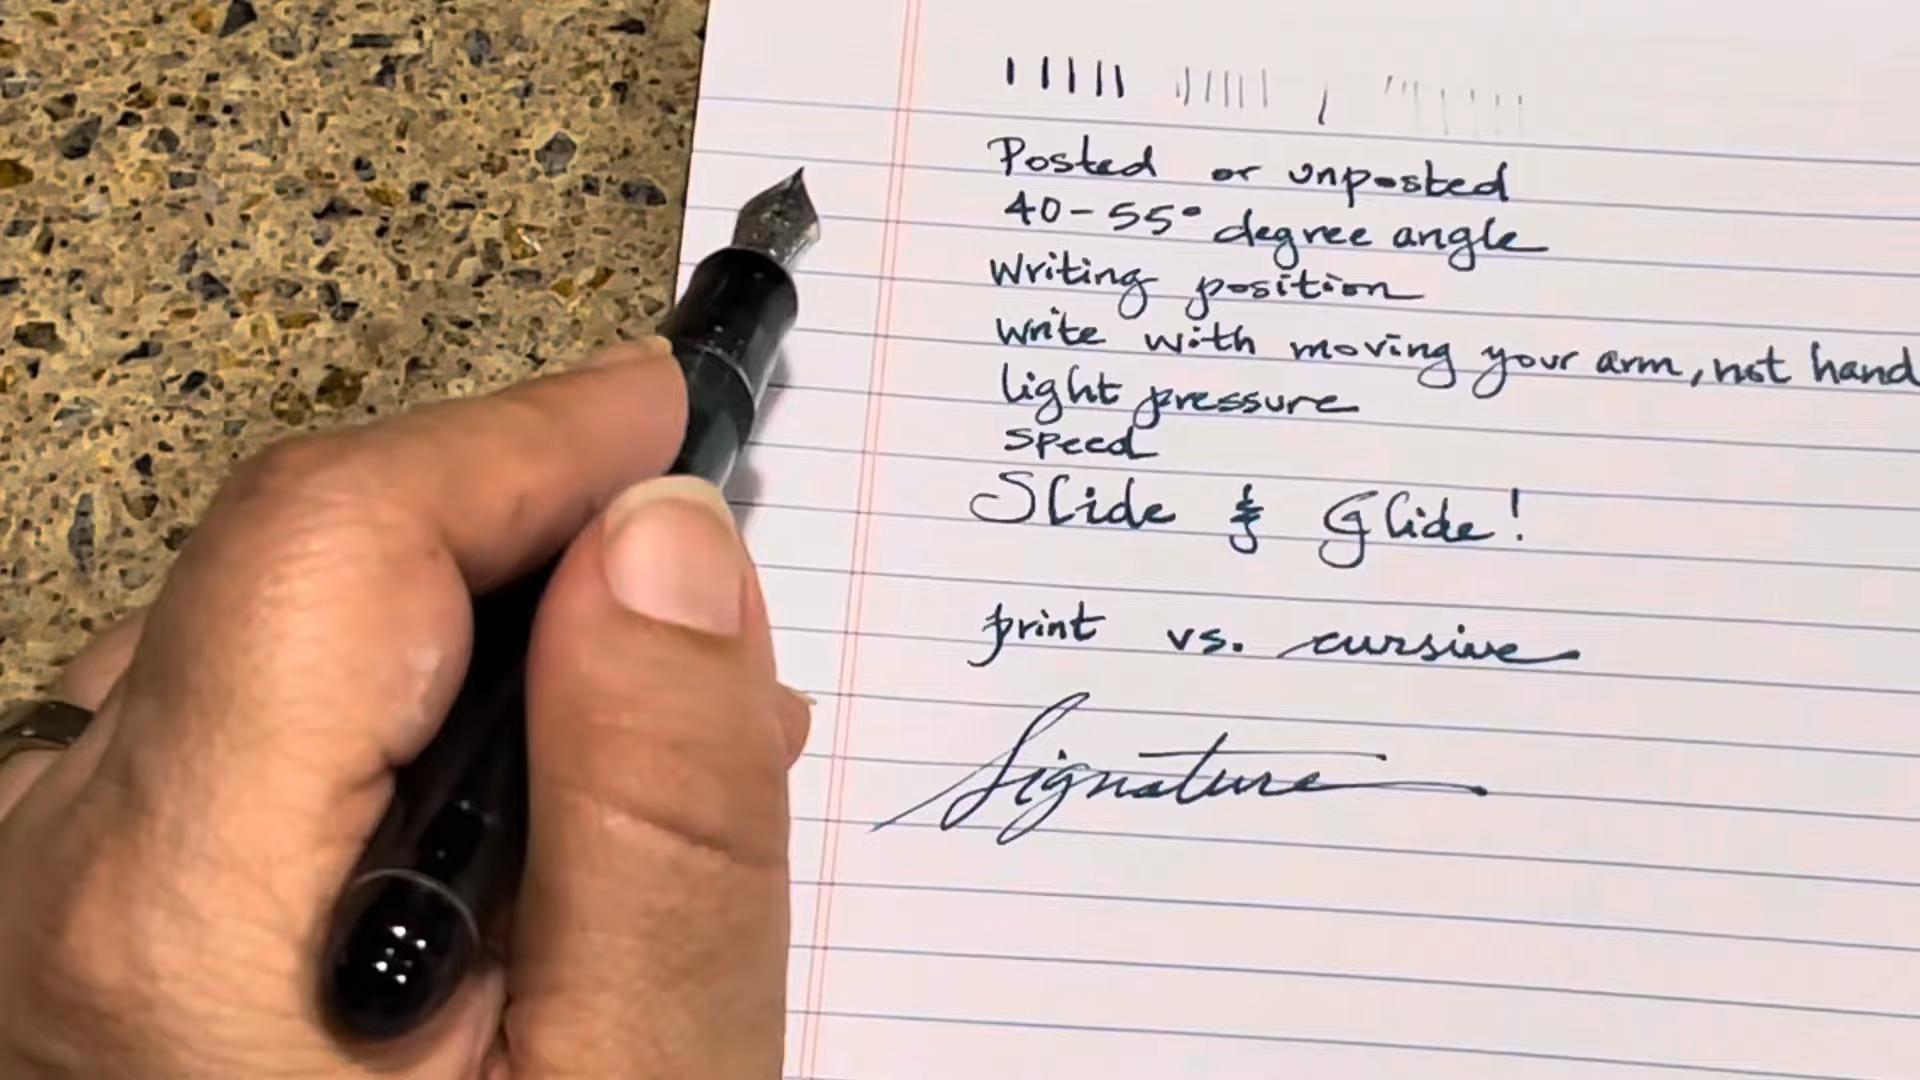 Posted or unposted
40-55° degree angle
Writing position
write with moving your arm, not hand
light pressure
speed
Slide & Glide!
print vs. cursive
Signature